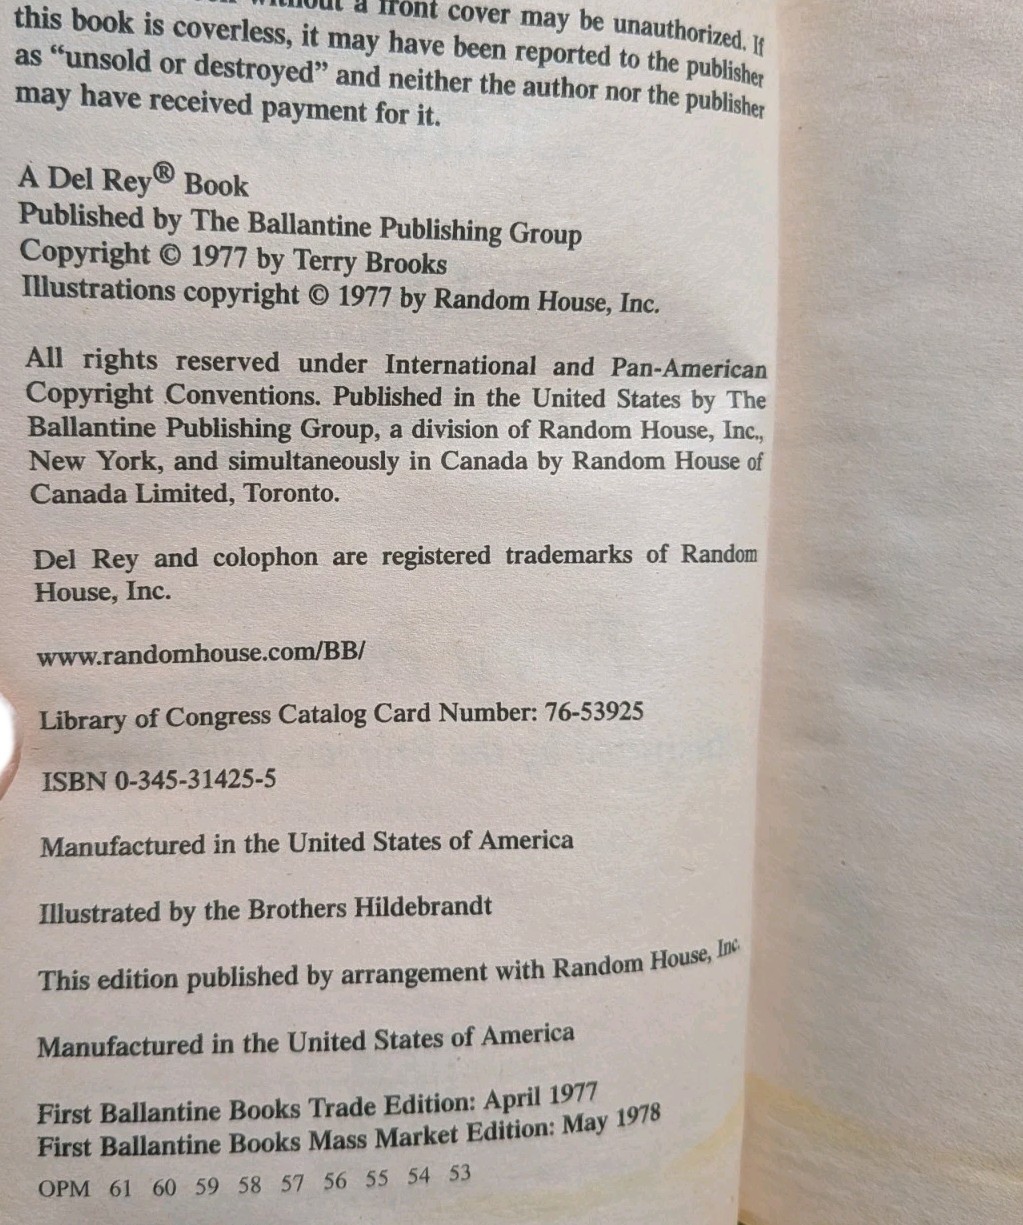 without a front cover may be unauthorized. If
this book is coverless, it may have been reported to the publisher
as “unsold or destroyed” and neither the author nor the publisher
may have received payment for it.
A Del Rey® Book
Published by The Ballantine Publishing Group
Copyright © 1977 by Terry Brooks
Illustrations copyright © 1977 by Random House, Inc.
All rights reserved under International and Pan-American
Copyright Conventions. Published in the United States by The
Ballantine Publishing Group, a division of Random House, Inc.,
New York, and simultaneously in Canada by Random House of
Canada Limited, Toronto.
Del Rey and colophon are registered trademarks of Random
House, Inc.
www.randomhouse.com/BB/
Library of Congress Catalog Card Number: 76-53925
ISBN 0-345-31425-5
Manufactured in the United States of America
Illustrated by the Brothers Hildebrandt
This edition published by arrangement with Random House, Inc.
Manufactured in the United States of America
First Ballantine Books Trade Edition: April 1977
First Ballantine Books Mass Market Edition: May 1978
OPM 61 60 59 58 57 56 55 54 53